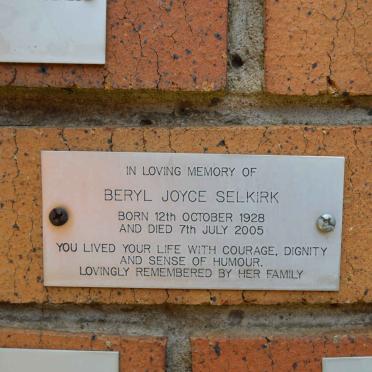 IN LOVING MEMORY OF
BERYL JOYCE SELKIRK
BORN 12th OCTOBER 1928
AND DIED 7th JULY 2005
YOU LIVED YOUR LIFE WITH COURAGE, DIGNITY
AND SENSE OF HUMOUR.
LOVINGLY REMEMBERED BY HER FAMILY